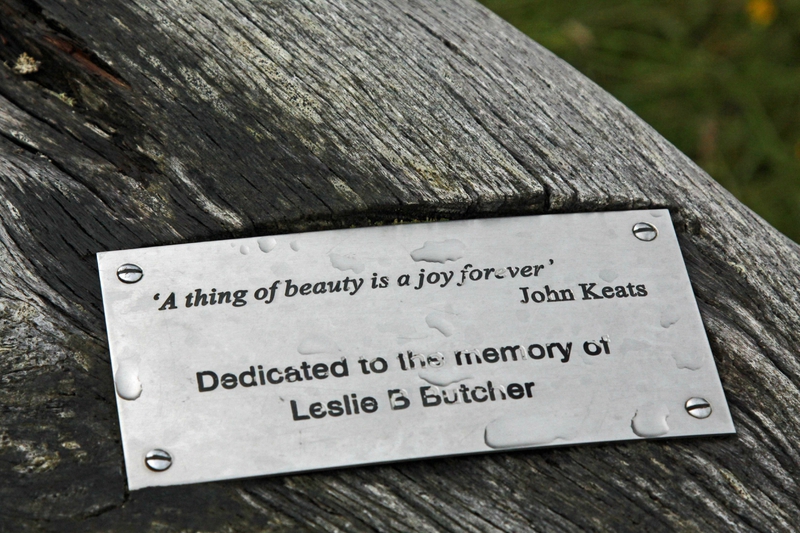 ‘A thing of beauty is a joy forever’
John Keats
Dedicated to the memory of
Leslie B Butcher